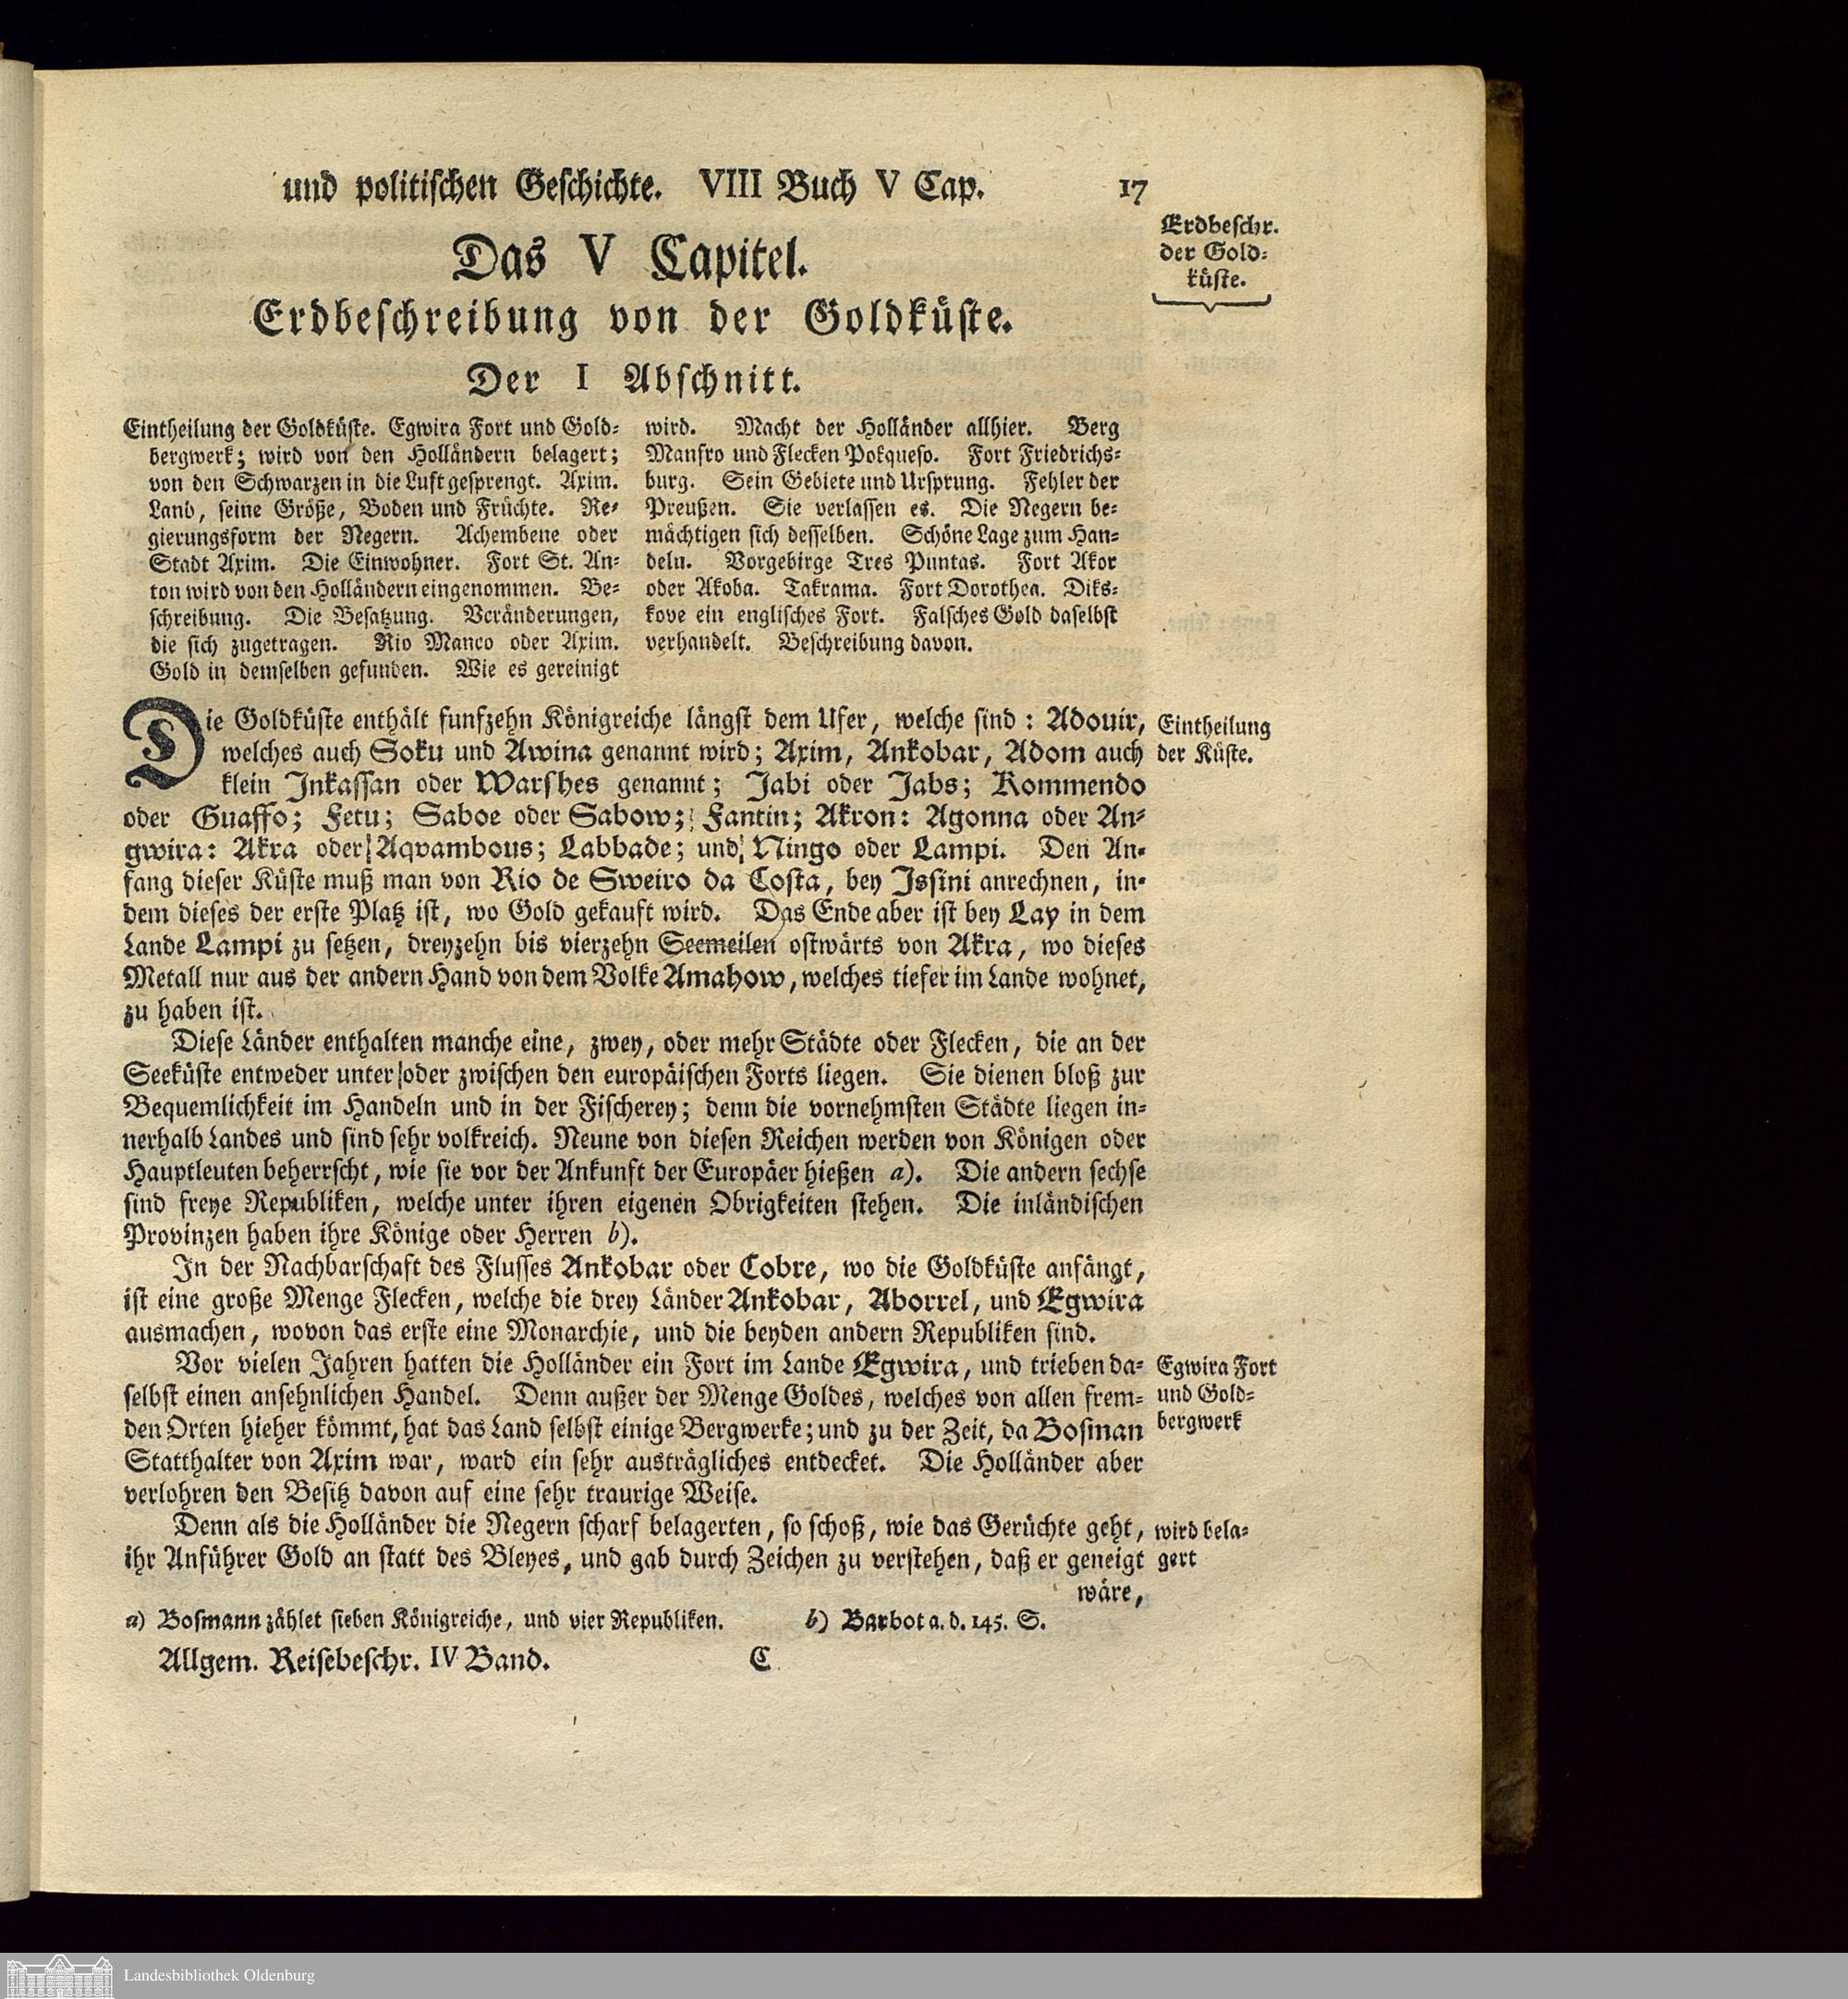 und politischen Geschichte. VIII Buch V Cap. 17
Erdbeschr.
der Gold-
küste.
Das V Capitel.
Erdbeschreibung von der Goldküste.
Der I Abschnitt.
Eintheilung der Goldküste. Egwira Fort und Gold-
bergwerk; wird von den Holländern belagert;
von den Schwarzen in die Luft gesprengt. Axim.
Land, seine Größe, Boden und Früchte. Re-
gierungsform der Negern. Achembene oder
Stadt Axim. Die Einwohner. Fort St. An-
ton wird von den Holländern eingenommen. Be-
schreibung. Die Besatzung. Veränderungen,
die sich zugetragen. Rio Manco oder Axim.
Gold in demselben gefunden. Wie es gereinigt
wird. Macht der Holländer allhier. Berg
Manfro und Flecken Pokqueso. Fort Friedrichs-
burg. Sein Gebiete und Ursprung. Fehler der
Preußen. Sie verlassen es. Die Negern be-
mächtigen sich desselben. Schöne Lage zum Han-
deln. Vorgebirge Tres Puntas. Fort Akor
oder Akoba. Takrama. Fort Dorothea. Diks-
kove ein englisches Fort. Falsches Gold daselbst
verhandelt. Beschreibung davon.
Die Goldküste enthält funfzehn Königreiche längst dem Ufer, welche sind: Adouir,
welches auch Soku und Awina genannt wird; Axim, Ankobar, Adom auch
klein Inkassan oder Warshes genannt; Jabi oder Jabs; Kommendo
oder Guaffo; Fetu; Saboe oder Sabow; Fantin; Akron: Agonna oder An-
gwira: Akra oder Aqvambous; Labbade; und Ningo oder Lampi. Den An-
fang dieser Küste muß man von Rio de Sweiro da Costa, bey Issini anrechnen, in-
dem dieses der erste Platz ist, wo Gold gekauft wird. Das Ende aber ist bey Lay in dem
Lande Lampi zu setzen, dreyzehn bis vierzehn Seemeilen ostwärts von Akra, wo dieses
Metall nur aus der andern Hand von dem Volke Amahow, welches tiefer im Lande wohnet,
zu haben ist.
Eintheilung
der Küste.
Diese Länder enthalten manche eine, zwey, oder mehr Städte oder Flecken, die an der
Seeküste entweder unter oder zwischen den europäischen Forts liegen. Sie dienen bloß zur
Bequemlichkeit im Handeln und in der Fischerey; denn die vornehmsten Städte liegen in-
nerhalb Landes und sind sehr volkreich. Neune von diesen Reichen werden von Königen oder
Hauptleuten beherrscht, wie sie vor der Ankunft der Europäer hießen a). Die andern sechse
sind freye Republiken, welche unter ihren eigenen Obrigkeiten stehen. Die inländischen
Provinzen haben ihre Könige oder Herren b).
In der Nachbarschaft des Flusses Ankobar oder Cobre, wo die Goldküste anfängt,
ist eine große Menge Flecken, welche die drey Länder Ankobar, Aborrel, und Egwira
ausmachen, wovon das erste eine Monarchie, und die beyden andern Republiken sind.
Vor vielen Jahren hatten die Holländer ein Fort im Lande Egwira, und trieben da-
selbst einen ansehnlichen Handel. Denn außer der Menge Goldes, welches von allen frem-
den Orten hieher kömmt, hat das Land selbst einige Bergwerke; und zu der Zeit, da Bosman
Statthalter von Axim war, ward ein sehr austrägliches entdecket. Die Holländer aber
verlohren den Besitz davon auf eine sehr traurige Weise.
Egwira Fort
und Gold-
bergwerk
Denn als die Holländer die Negern scharf belagerten, so schoß, wie das Gerüchte geht,
ihr Anführer Gold an statt des Bleyes, und gab durch Zeichen zu verstehen, daß er geneigt
wäre,
wird bela-
gert
a) Bosmann zählet sieben Königreiche, und vier Republiken. b) Barbot a. d. 145. S.
Allgem. Reisebeschr. IV Band. C
Landesbibliothek Oldenburg